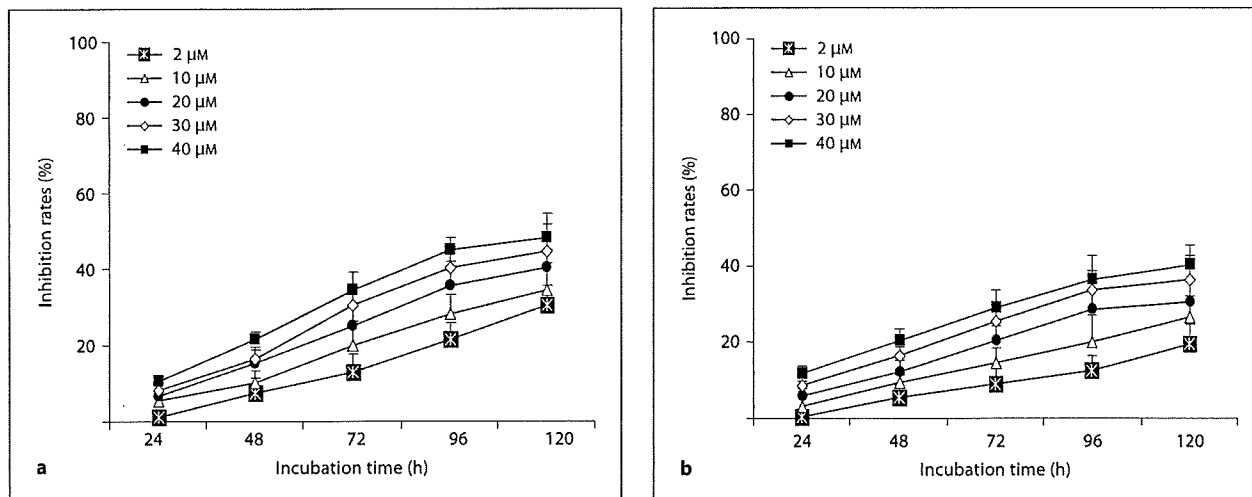 100
80
60
40
20
Inhibition rates (%)
2 µM
10 µM
20 µM
30 µM
40 µM
24 48 72 96 120
Incubation time (h)
a
100
80
60
40
20
Inhibition rates (%)
2 µM
10 µM
20 µM
30 µM
40 µM
24 48 72 96 120
Incubation time (h)
b